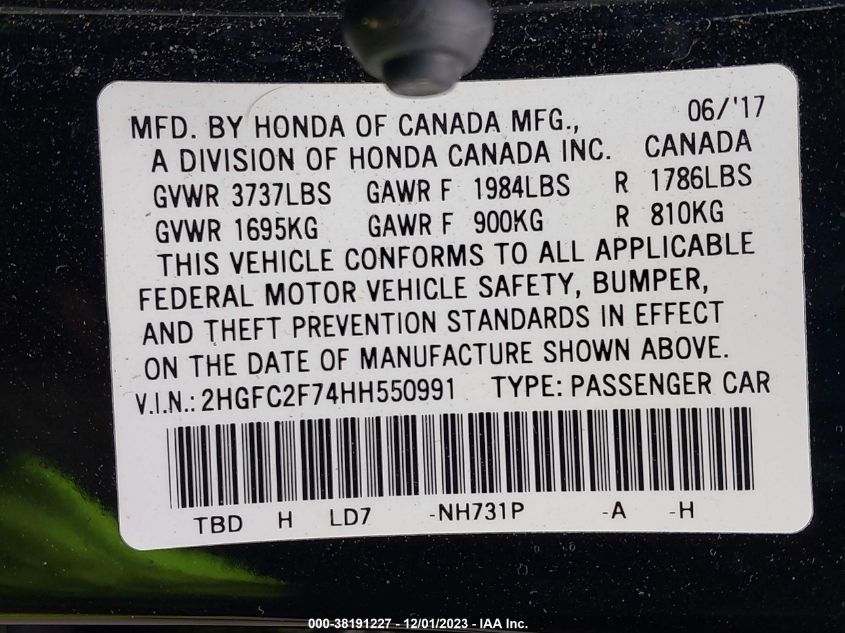 06/'17
MFD. BY HONDA OF CANADA MFG.,
A DIVISION OF HONDA CANADA INC. CANADA
GVWR 3737LBS GAWR F 1984LBS R 1786LBS
GVWR 1695KG GAWR F 900KG R 810KG
THIS VEHICLE CONFORMS TO ALL APPLICABLE
FEDERAL MOTOR VEHICLE SAFETY, BUMPER,
AND THEFT PREVENTION STANDARDS IN EFFECT
ON THE DATE OF MANUFACTURE SHOWN ABOVE.
V.I.N.: 2HGFC2F74HH550991 TYPE: PASSENGER CAR
TBD H LD7 -NH731P -A -H
000-38191227 - 12/01/2023 - IAA Inc.